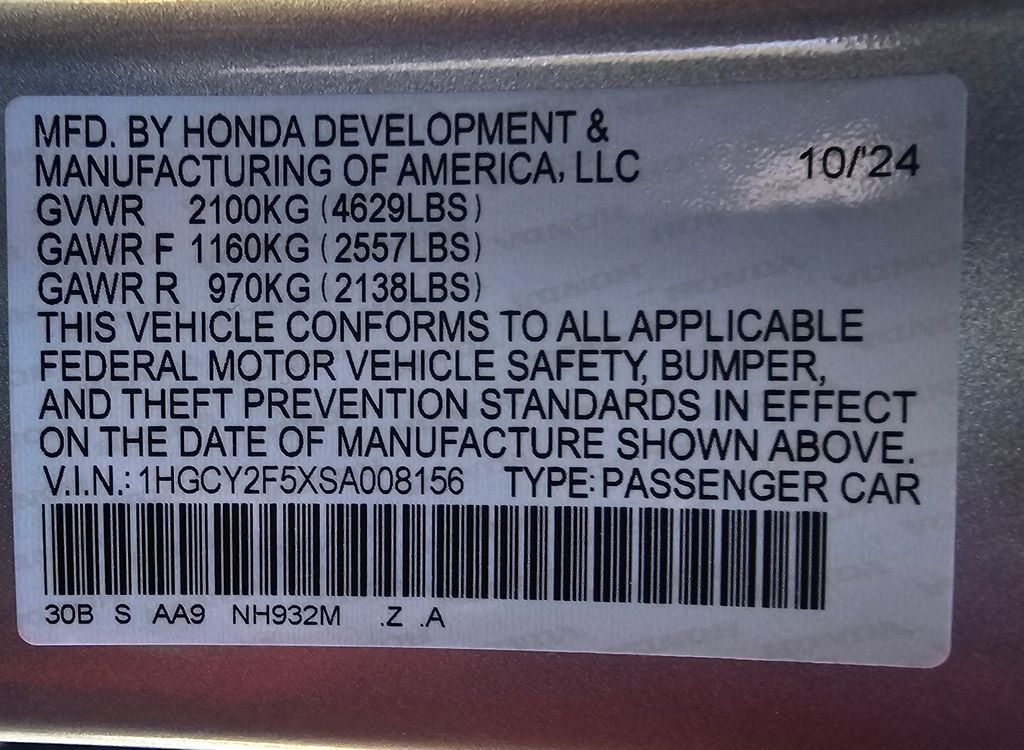 MFD. BY HONDA DEVELOPMENT &
MANUFACTURING OF AMERICA, LLC 10/'24
GVWR 2100KG (4629LBS)
GAWR F 1160KG (2557LBS)
GAWR R 970KG (2138LBS)
THIS VEHICLE CONFORMS TO ALL APPLICABLE
FEDERAL MOTOR VEHICLE SAFETY, BUMPER,
AND THEFT PREVENTION STANDARDS IN EFFECT
ON THE DATE OF MANUFACTURE SHOWN ABOVE.
V.I.N.: 1HGCY2F5XSA008156 TYPE: PASSENGER CAR
30B S AA9 NH932M .Z .A